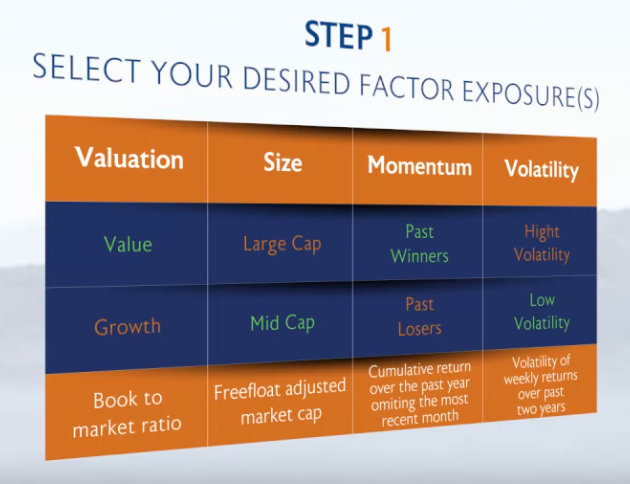 STEP 1
SELECT YOUR DESIRED FACTOR EXPOSURE(S)
Valuation
Size
Momentum
Volatility
Value
Large Cap
Past
Winners
Hight
Volatility
Growth
Mid Cap
Past
Losers
Low
Volatility
Book to
market ratio
Freefloat adjusted
market cap
Cumulative return
over the past year
omiting the most
recent month
Volatility of
weekly returns
over past
two years